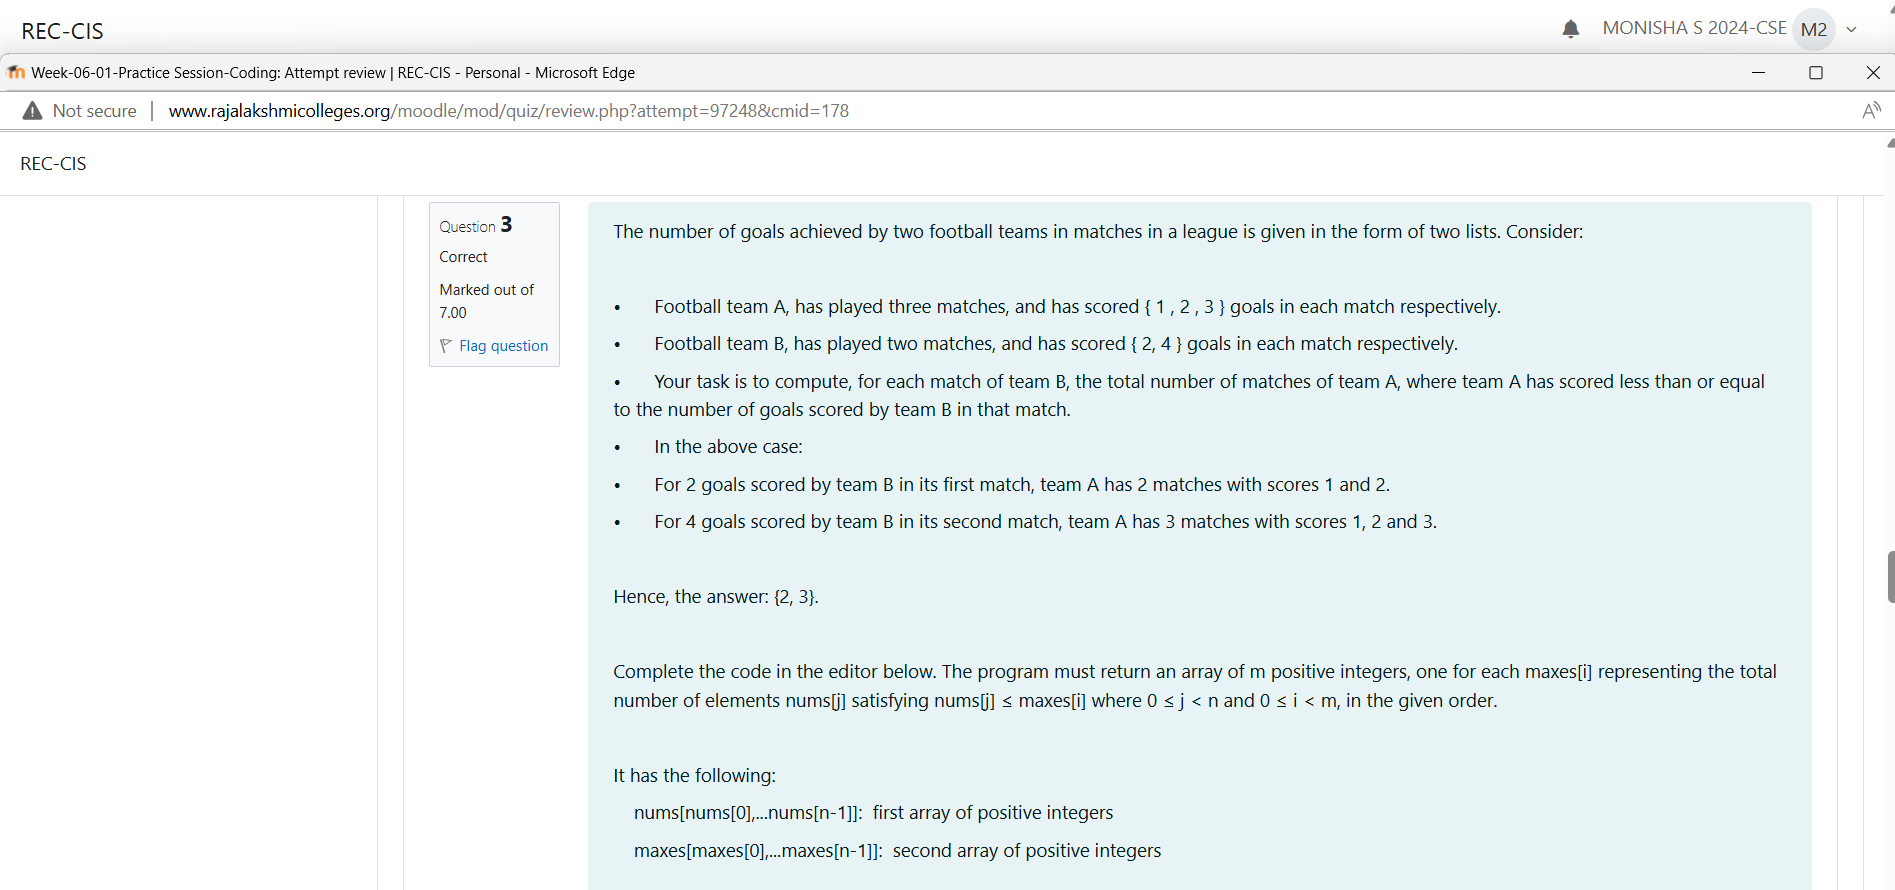 REC-CIS
MONISHA S 2024-CSE M2
Week-06-01-Practice Session-Coding: Attempt review | REC-CIS - Personal - Microsoft Edge
Not secure | www.rajalakshmicolleges.org/moodle/mod/quiz/review.php?attempt=97248&cmid=178
REC-CIS
Question 3
Correct
Marked out of
7.00
Flag question
The number of goals achieved by two football teams in matches in a league is given in the form of two lists. Consider:
• Football team A, has played three matches, and has scored { 1 , 2 , 3 } goals in each match respectively.
• Football team B, has played two matches, and has scored { 2, 4 } goals in each match respectively.
• Your task is to compute, for each match of team B, the total number of matches of team A, where team A has scored less than or equal
to the number of goals scored by team B in that match.
• In the above case:
• For 2 goals scored by team B in its first match, team A has 2 matches with scores 1 and 2.
• For 4 goals scored by team B in its second match, team A has 3 matches with scores 1, 2 and 3.
Hence, the answer: {2, 3}.
Complete the code in the editor below. The program must return an array of m positive integers, one for each maxes[i] representing the total
number of elements nums[j] satisfying nums[j] ≤ maxes[i] where 0 ≤ j < n and 0 ≤ i < m, in the given order.
It has the following:
nums[nums[0],...nums[n-1]]: first array of positive integers
maxes[maxes[0],...maxes[n-1]]: second array of positive integers